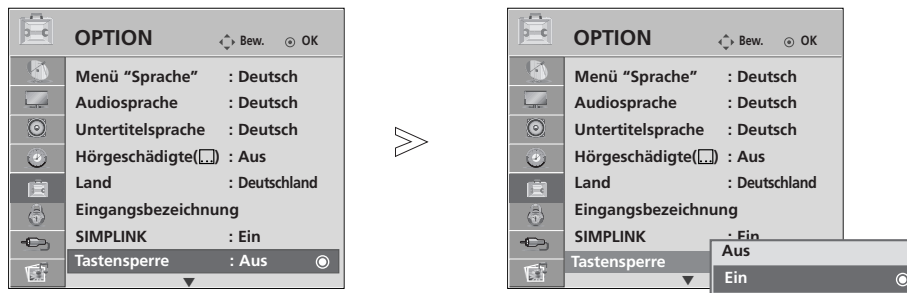 OPTION Bew. OK
Menü “Sprache” : Deutsch
Audiosprache : Deutsch
Untertitelsprache : Deutsch
Hörgeschädigte( ) : Aus
Land : Deutschland
Eingangsbezeichnung
SIMPLINK : Ein
Tastensperre : Aus
OPTION Bew. OK
Menü “Sprache” : Deutsch
Audiosprache : Deutsch
Untertitelsprache : Deutsch
Hörgeschädigte( ) : Aus
Land : Deutschland
Eingangsbezeichnung
SIMPLINK : Ein
Tastensperre
Aus
Ein